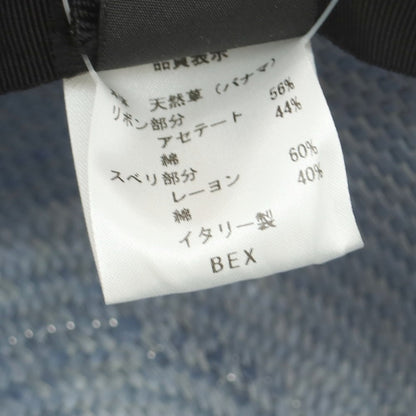 品質表示
天然草（パナマ）
リボン部分
アセテート 56%
綿 44%
スベリ部分
レーヨン 60%
綿 40%
イタリー製
BEX